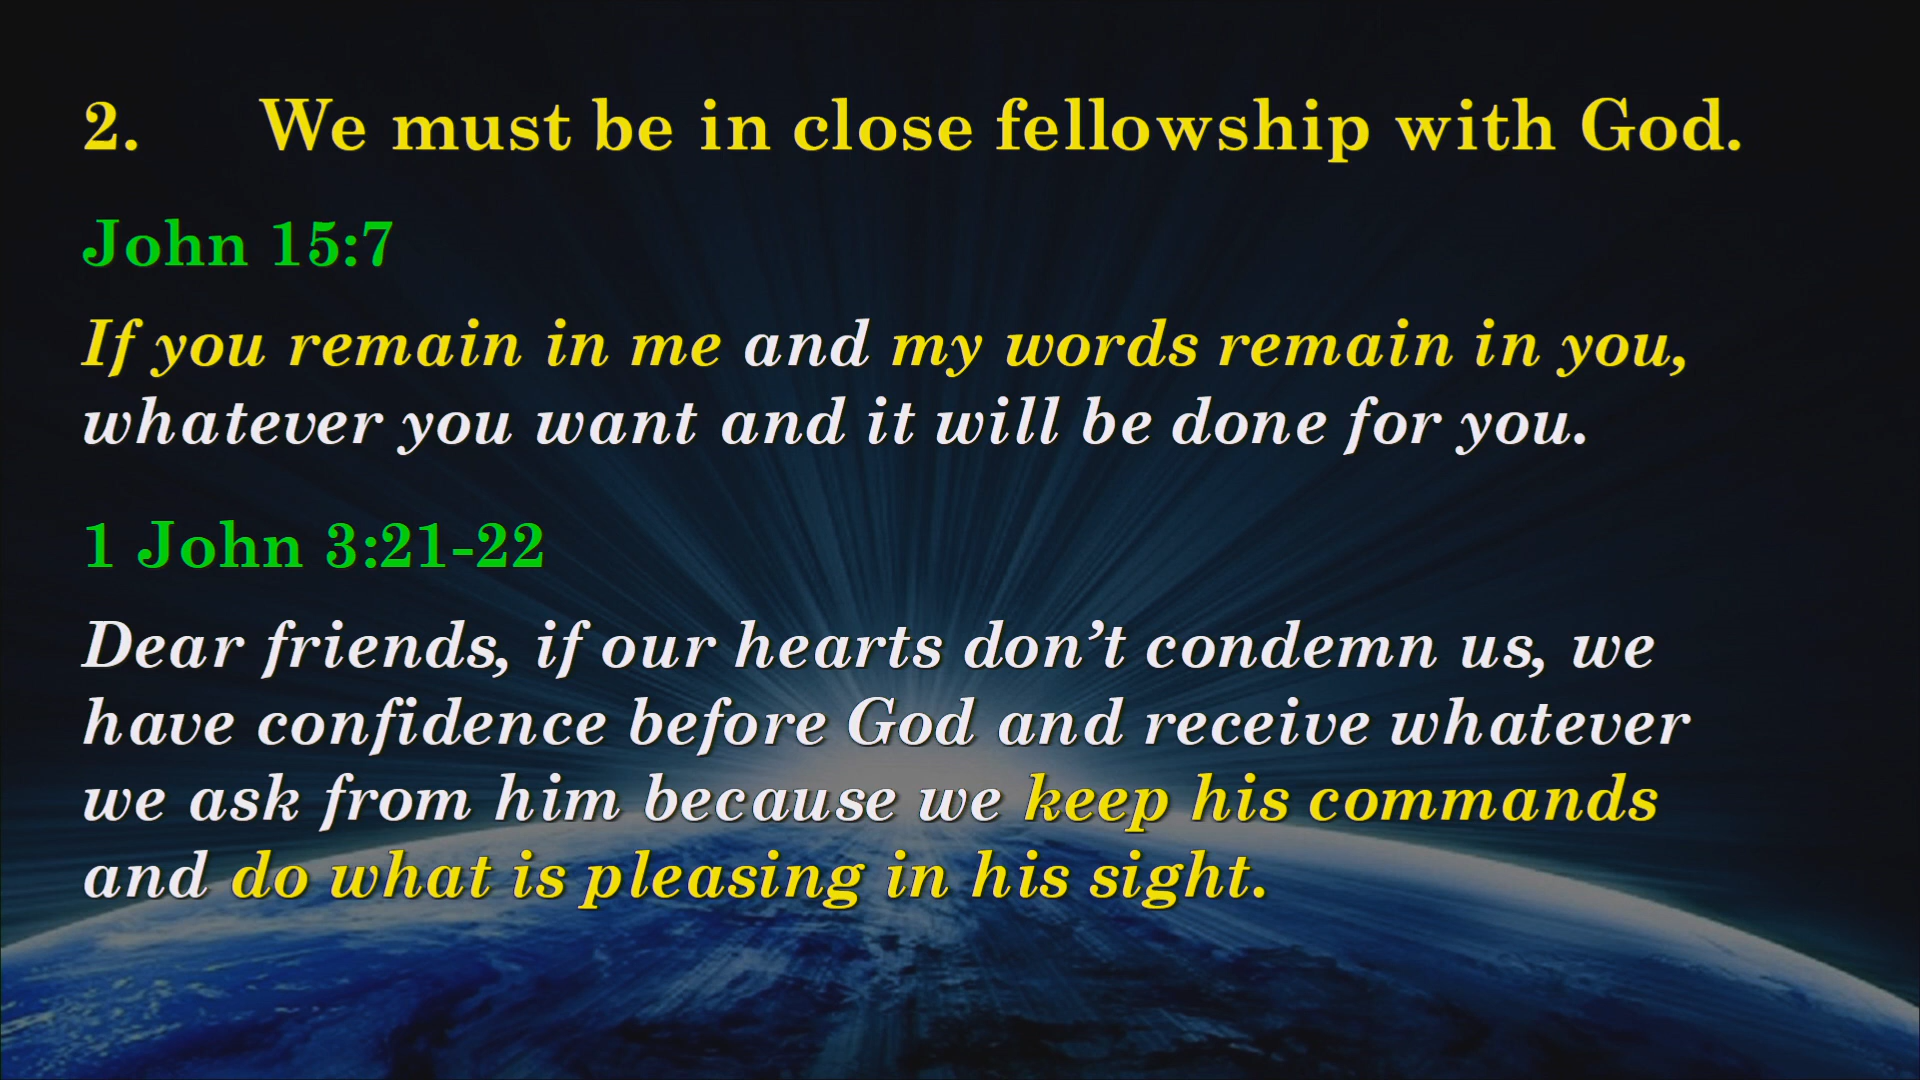 2. We must be in close fellowship with God.
John 15:7
If you remain in me and my words remain in you,
whatever you want and it will be done for you.
1 John 3:21-22
Dear friends, if our hearts don’t condemn us, we
have confidence before God and receive whatever
we ask from him because we keep his commands
and do what is pleasing in his sight.